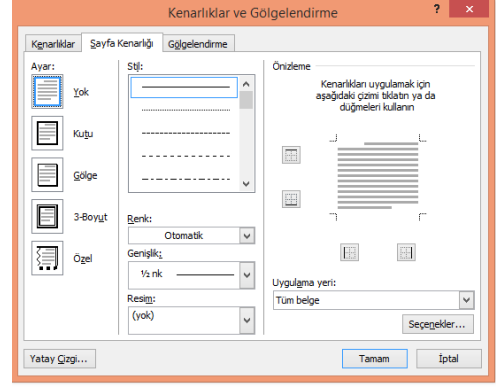 Kenarlıklar ve Gölgelendirme
?
×
Kenarlıklar
Sayfa Kenarlığı
Gölgelendirme
Ayar:
Yok
Kutu
Gölge
3-Boyut
Özel
Stil:
Renk:
Otomatik
Genişlik:
½ nk
Resim:
(yok)
Önizleme
Kenarlıkları uygulamak için
aşağıdaki çizimi tıklatın ya da
düğmeleri kullanın
Uygulama yeri:
Tüm belge
Seçenekler...
Yatay Çizgi...
Tamam
İptal